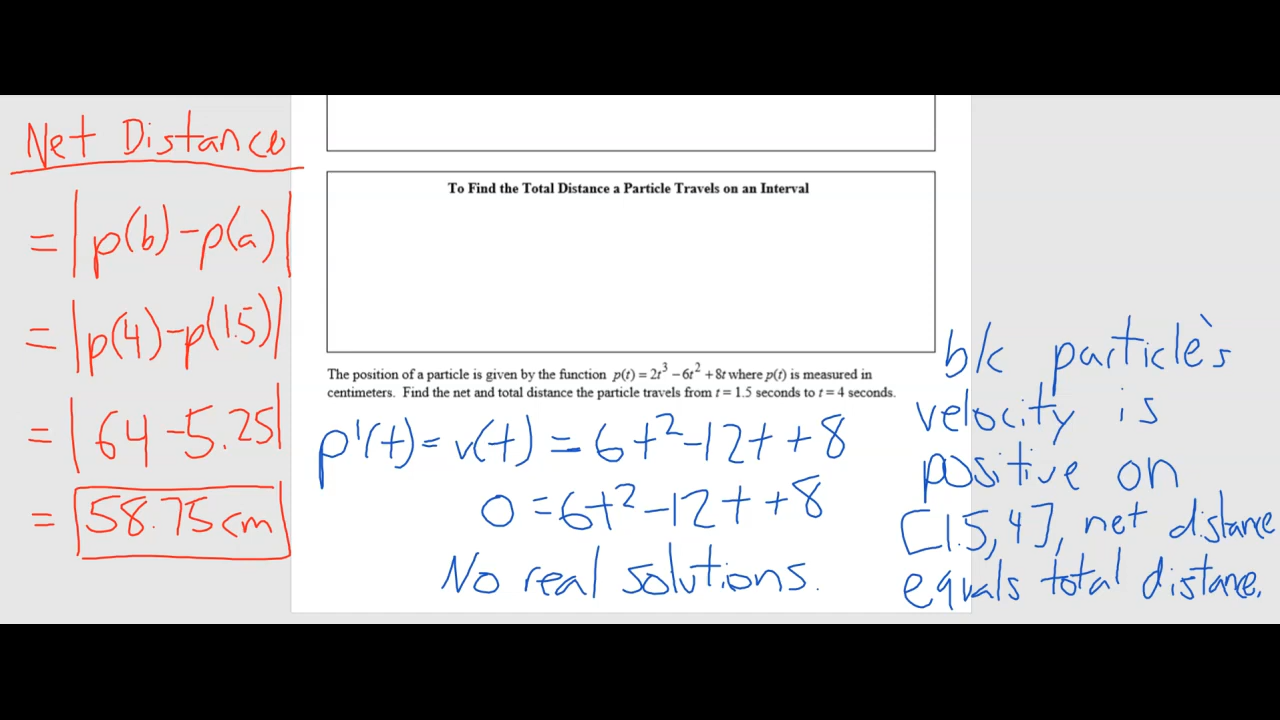 Net Distance
= |p(b)-p(a)|
= |p(4)-p(1.5)|
= |64-5.25|
= 58.75cm
To Find the Total Distance a Particle Travels on an Interval
The position of a particle is given by the function p(t) = 2t³ − 6t² + 8t where p(t) is measured in
centimeters. Find the net and total distance the particle travels from t = 1.5 seconds to t = 4 seconds.
p'(t) = v(t) = 6t²-12t+8
0 = 6t²-12t+8
No real solutions.
b/c particle's
velocity is
positive on
[1.5,4], net distance
equals total distance.